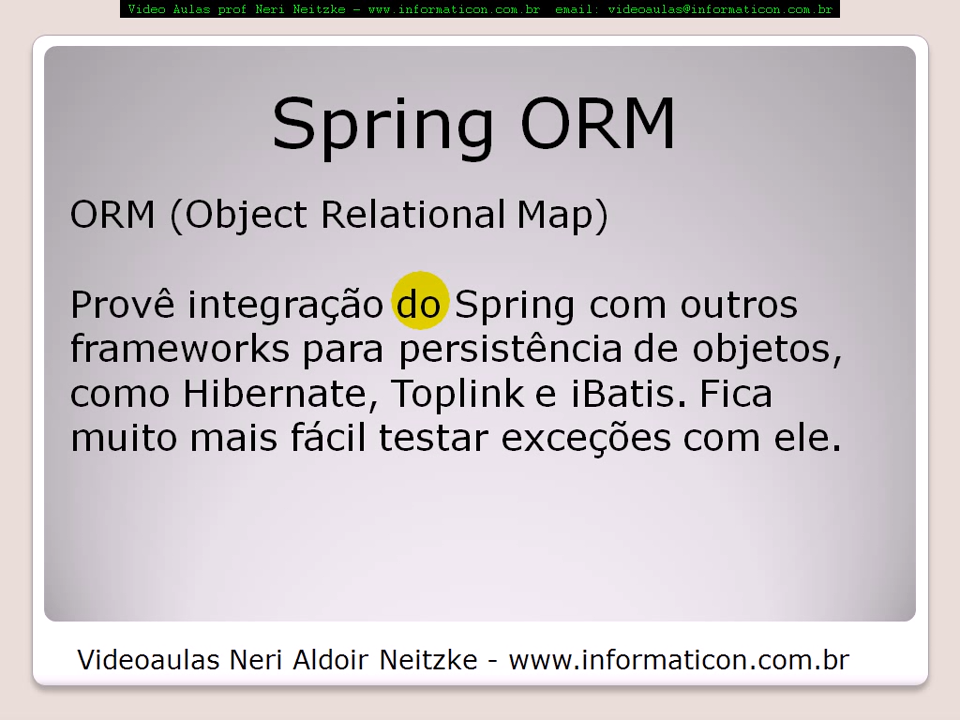 Video Aulas prof Neri Neitzke – www.informaticon.com.br email: videoaulas@informaticon.com.br
Spring ORM
ORM (Object Relational Map)
Provê integração do Spring com outros
frameworks para persistência de objetos,
como Hibernate, Toplink e iBatis. Fica
muito mais fácil testar exceções com ele.
Videoaulas Neri Aldoir Neitzke - www.informaticon.com.br